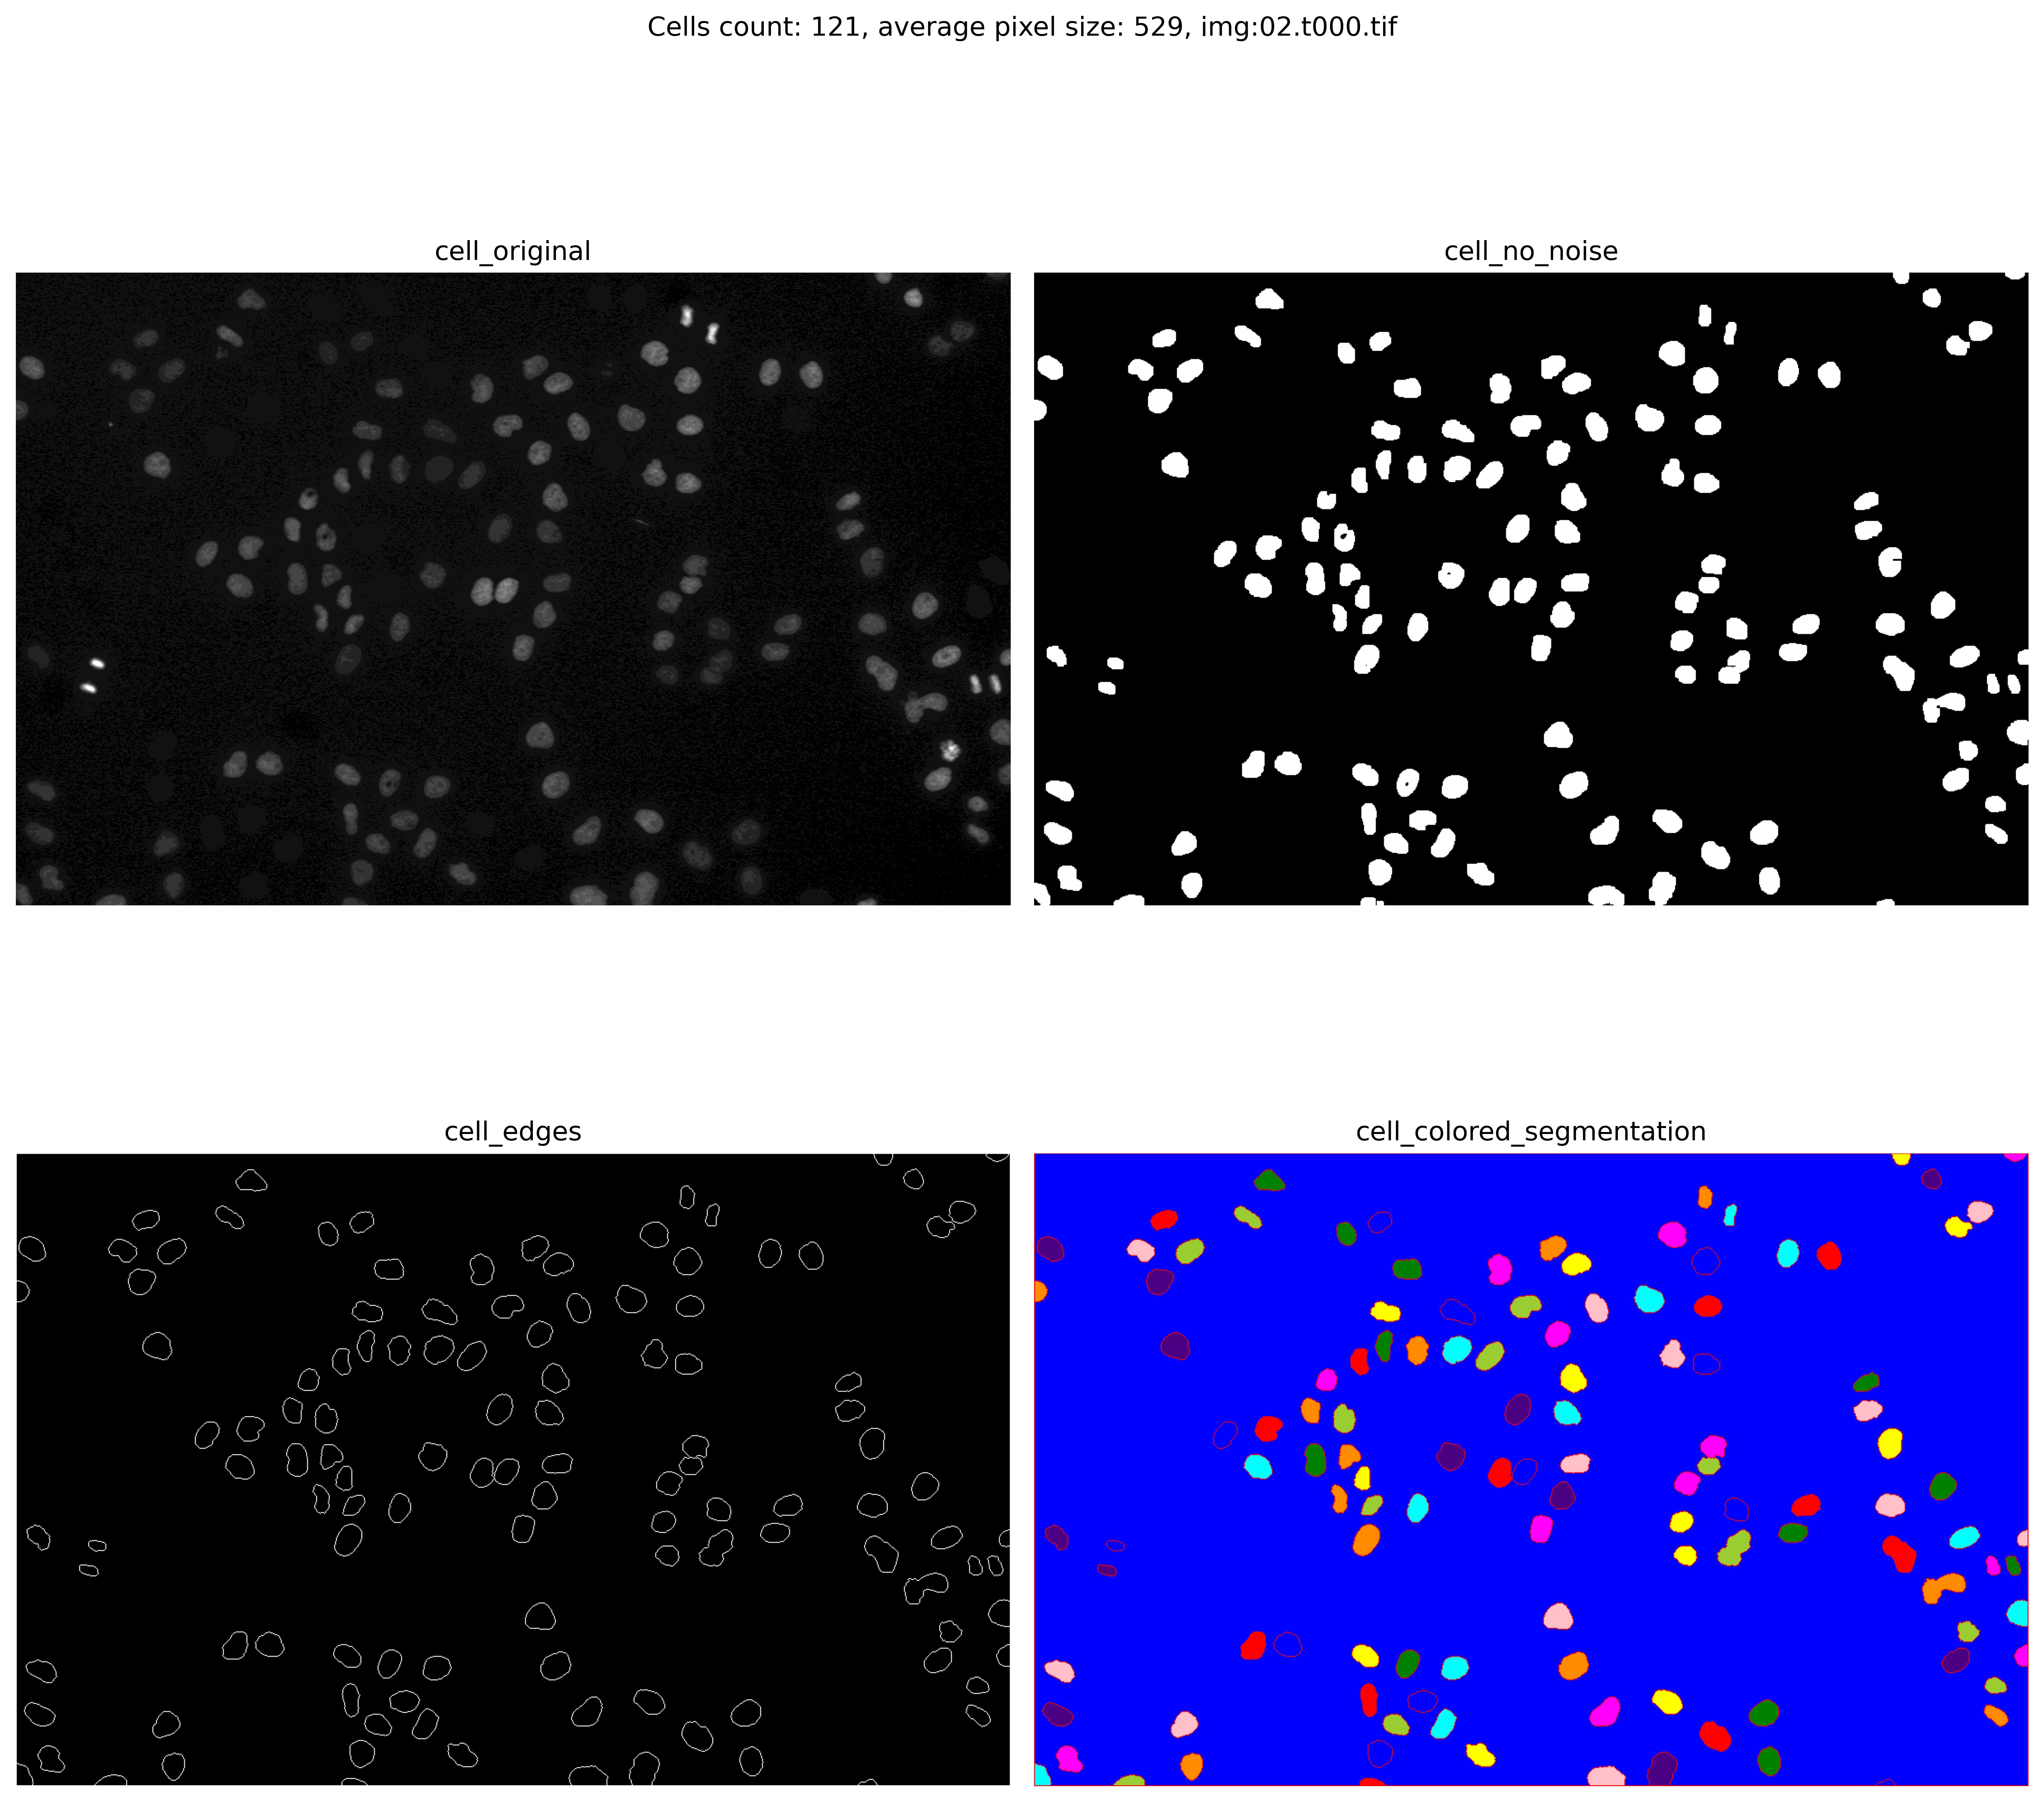 Cells count: 121, average pixel size: 529, img:02.t000.tif
cell_original
cell_no_noise
cell_edges
cell_colored_segmentation